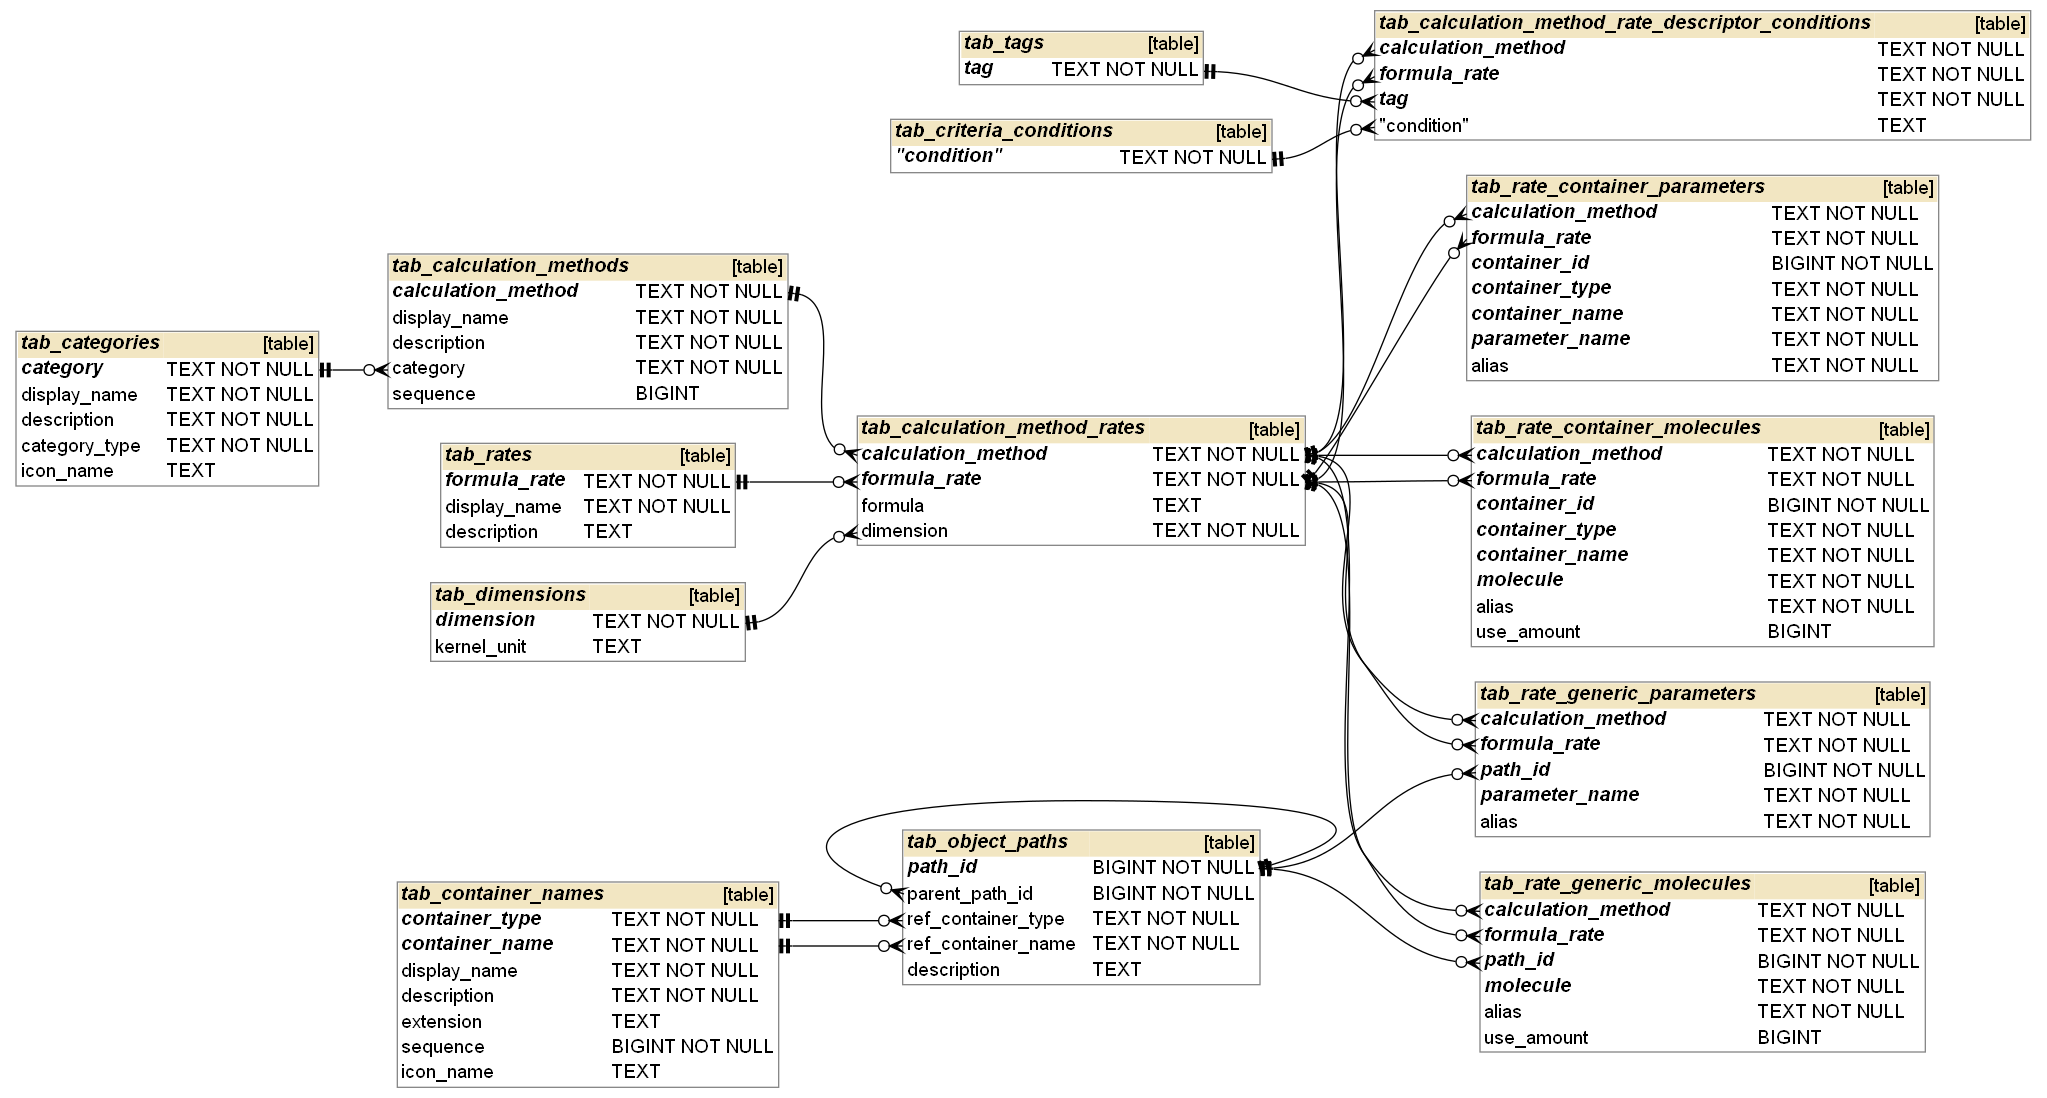 tab_tags [table]
tag TEXT NOT NULL
tab_criteria_conditions [table]
"condition" TEXT NOT NULL
tab_calculation_method_rate_descriptor_conditions [table]
calculation_method TEXT NOT NULL
formula_rate TEXT NOT NULL
tag TEXT NOT NULL
"condition" TEXT
tab_rate_container_parameters [table]
calculation_method TEXT NOT NULL
formula_rate TEXT NOT NULL
container_id BIGINT NOT NULL
container_type TEXT NOT NULL
container_name TEXT NOT NULL
parameter_name TEXT NOT NULL
alias TEXT NOT NULL
tab_categories [table]
category TEXT NOT NULL
display_name TEXT NOT NULL
description TEXT NOT NULL
category_type TEXT NOT NULL
icon_name TEXT
tab_calculation_methods [table]
calculation_method TEXT NOT NULL
display_name TEXT NOT NULL
description TEXT NOT NULL
category TEXT NOT NULL
sequence BIGINT
tab_rates [table]
formula_rate TEXT NOT NULL
display_name TEXT NOT NULL
description TEXT
tab_dimensions [table]
dimension TEXT NOT NULL
kernel_unit TEXT
tab_calculation_method_rates [table]
calculation_method TEXT NOT NULL
formula_rate TEXT NOT NULL
formula TEXT
dimension TEXT NOT NULL
tab_rate_container_molecules [table]
calculation_method TEXT NOT NULL
formula_rate TEXT NOT NULL
container_id BIGINT NOT NULL
container_type TEXT NOT NULL
container_name TEXT NOT NULL
molecule TEXT NOT NULL
alias TEXT NOT NULL
use_amount BIGINT
tab_rate_generic_parameters [table]
calculation_method TEXT NOT NULL
formula_rate TEXT NOT NULL
path_id BIGINT NOT NULL
parameter_name TEXT NOT NULL
alias TEXT NOT NULL
tab_container_names [table]
container_type TEXT NOT NULL
container_name TEXT NOT NULL
display_name TEXT NOT NULL
description TEXT NOT NULL
extension TEXT
sequence BIGINT NOT NULL
icon_name TEXT
tab_object_paths [table]
path_id BIGINT NOT NULL
parent_path_id BIGINT NOT NULL
ref_container_type TEXT NOT NULL
ref_container_name TEXT NOT NULL
description TEXT
tab_rate_generic_molecules [table]
calculation_method TEXT NOT NULL
formula_rate TEXT NOT NULL
path_id BIGINT NOT NULL
molecule TEXT NOT NULL
alias TEXT NOT NULL
use_amount BIGINT